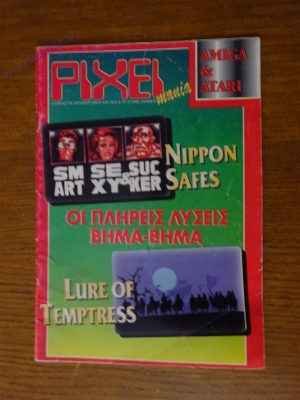 PIXEL
mania
AMIGA
&
ATARI
SM ART
SE XY
&
SUC KER
NIPPON
SAFES
ΟΙ ΠΛΗΡΕΙΣ ΛΥΣΕΙΣ
ΒΗΜΑ-ΒΗΜΑ
LURE OF
TEMPTRESS